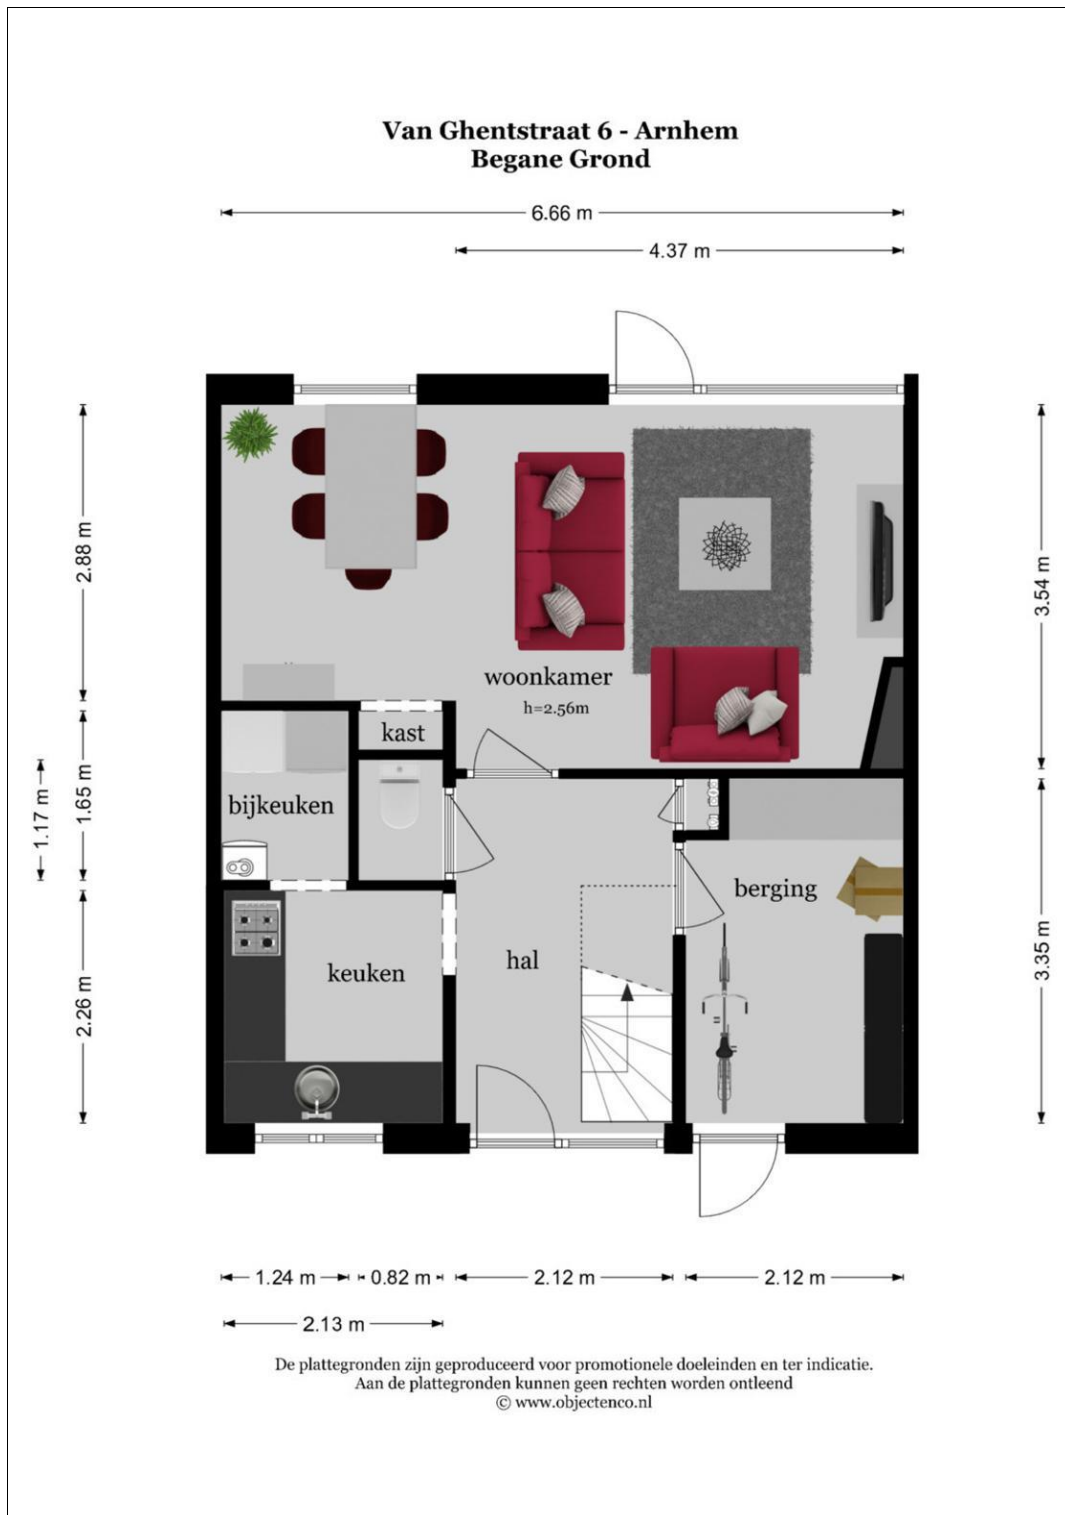 Van Ghentstraat 6 - Arnhem
Begane Grond
6.66 m
4.37 m
2.88 m
3.54 m
woonkamer
h=2.56m
kast
1.17 m
1.65 m
bijkeuken
berging
keuken
hal
2.26 m
3.35 m
1.24 m
0.82 m
2.12 m
2.12 m
2.13 m
De plattegronden zijn geproduceerd voor promotionele doeleinden en ter indicatie.
Aan de plattegronden kunnen geen rechten worden ontleend
© www.objectenco.nl